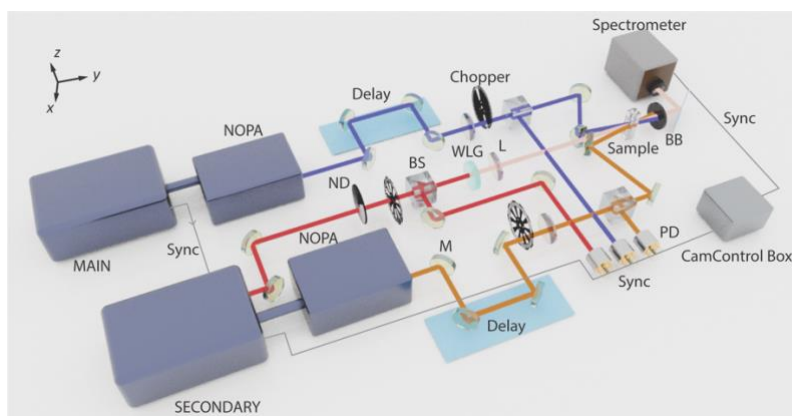 Spectrometer
z
y
x
Chopper
Delay
NOPA
Sync
WLG
L
Sample
BB
BS
ND
MAIN
Sync
NOPA
M
PD
CamControl Box
Sync
Delay
SECONDARY